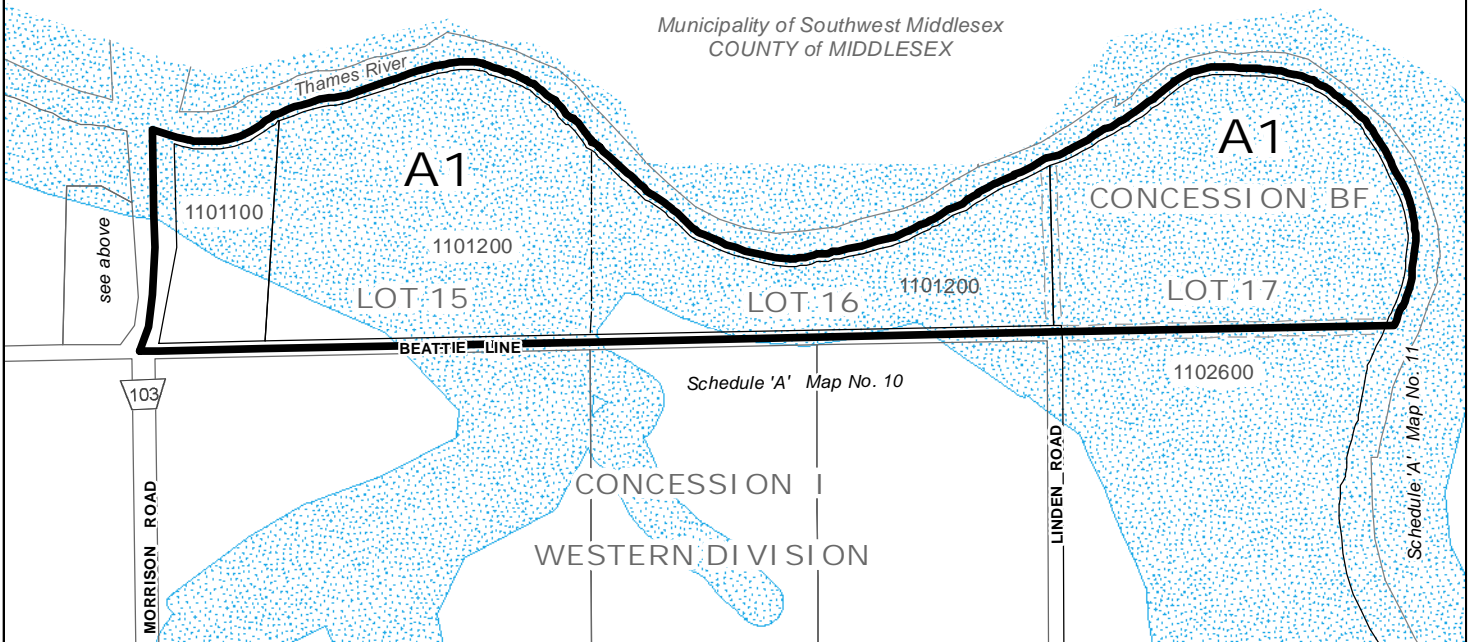 Municipality of Southwest Middlesex
COUNTY of MIDDLESEX
Thames River
A1
A1
CONCESSION BF
1101100
1101200
see above
LOT 15
LOT 16
1101200
LOT 17
BEATTIE LINE
Schedule 'A' Map No. 10
1102600
103
Schedule 'A' Map No. 11
MORRISON ROAD
LINDEN ROAD
CONCESSION I
WESTERN DIVISION